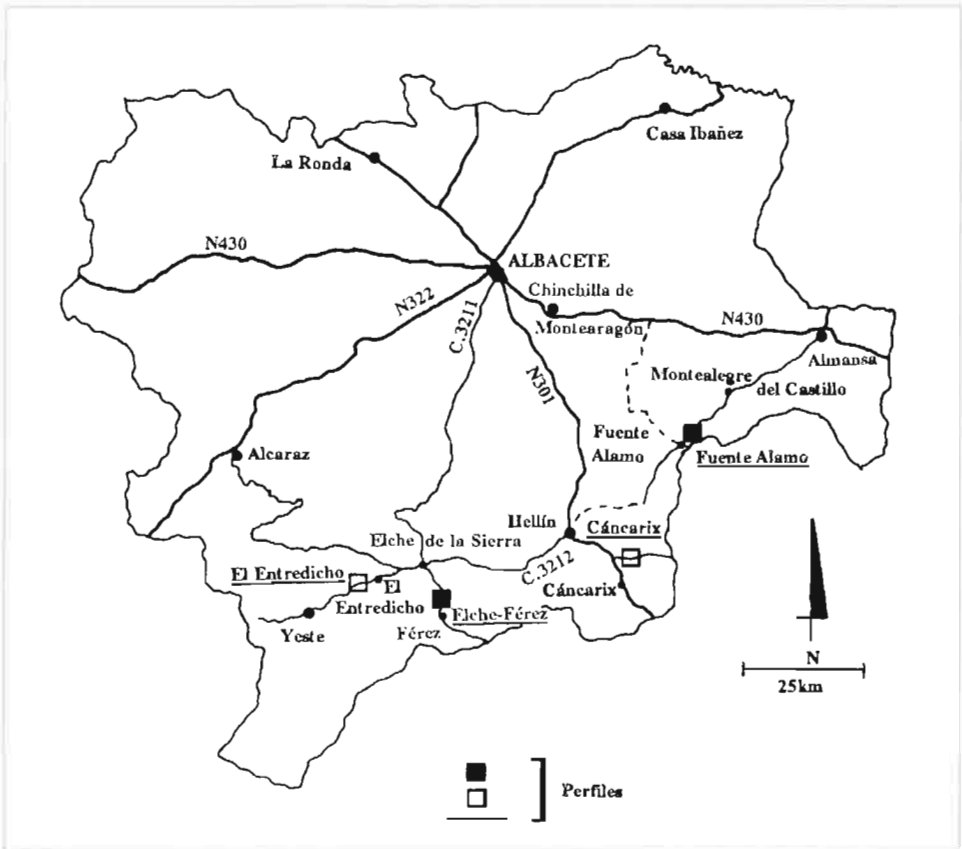 Casa Ibañez
La Ronda
N430
ALBACETE
N322
C.3211
Chinchilla de
Montearagón
N430
N301
Almansa
Montealegre
del Castillo
Fuente
Alamo
Fuente Alamo
Alcaraz
Hellín
Cáncarix
Elche de la Sierra
C.3212
El Entredicho
El
Entredicho
Cáncarix
Elche-Férez
Yeste
Férez
N
25km
Perfiles